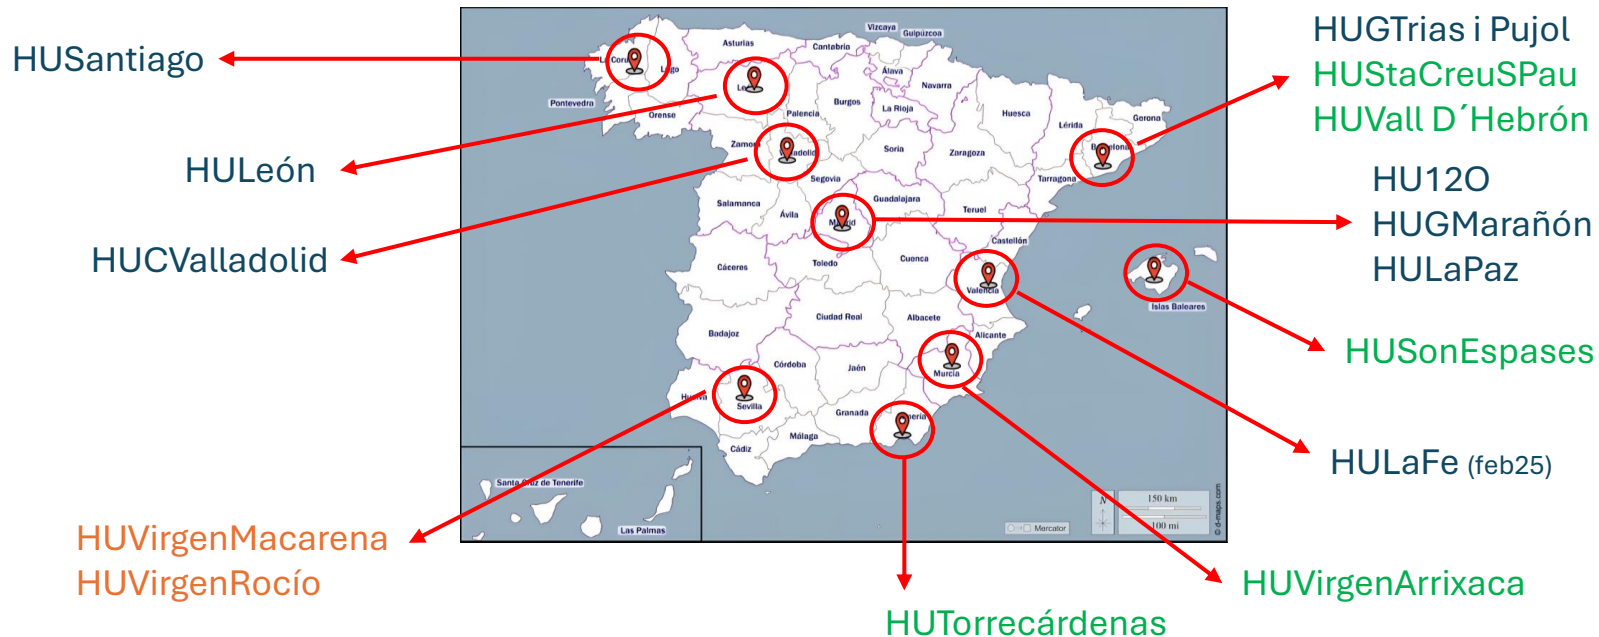 HUSantiago
HULeón
HUCValladolid
HUVirgenMacarena
HUVirgenRocío
HUGTrias i Pujol
HUStaCreuSPau
HUVall D´Hebrón
HU12O
HUGMarañón
HULaPaz
HUSonEspases
HULaFe (feb25)
HUVirgenArrixaca
HUTorrecárdenas
Vizcaya
Guipúzcoa
Asturias
Cantabria
Álava
Navarra
Lugo
Pontevedra
Orense
Palencia
Burgos
La Rioja
Huesca
Lérida
Gerona
Zamora
Soria
Zaragoza
Tarragona
Segovia
Salamanca
Ávila
Guadalajara
Teruel
Castellón
Cáceres
Toledo
Cuenca
Valencia
Islas Baleares
Badajoz
Ciudad Real
Albacete
Alicante
Córdoba
Jaén
Murcia
Huelva
Sevilla
Granada
Málaga
Cádiz
Santa Cruz de Tenerife
Las Palmas
Mercator
N
150 km
100 mi
© d-maps.com